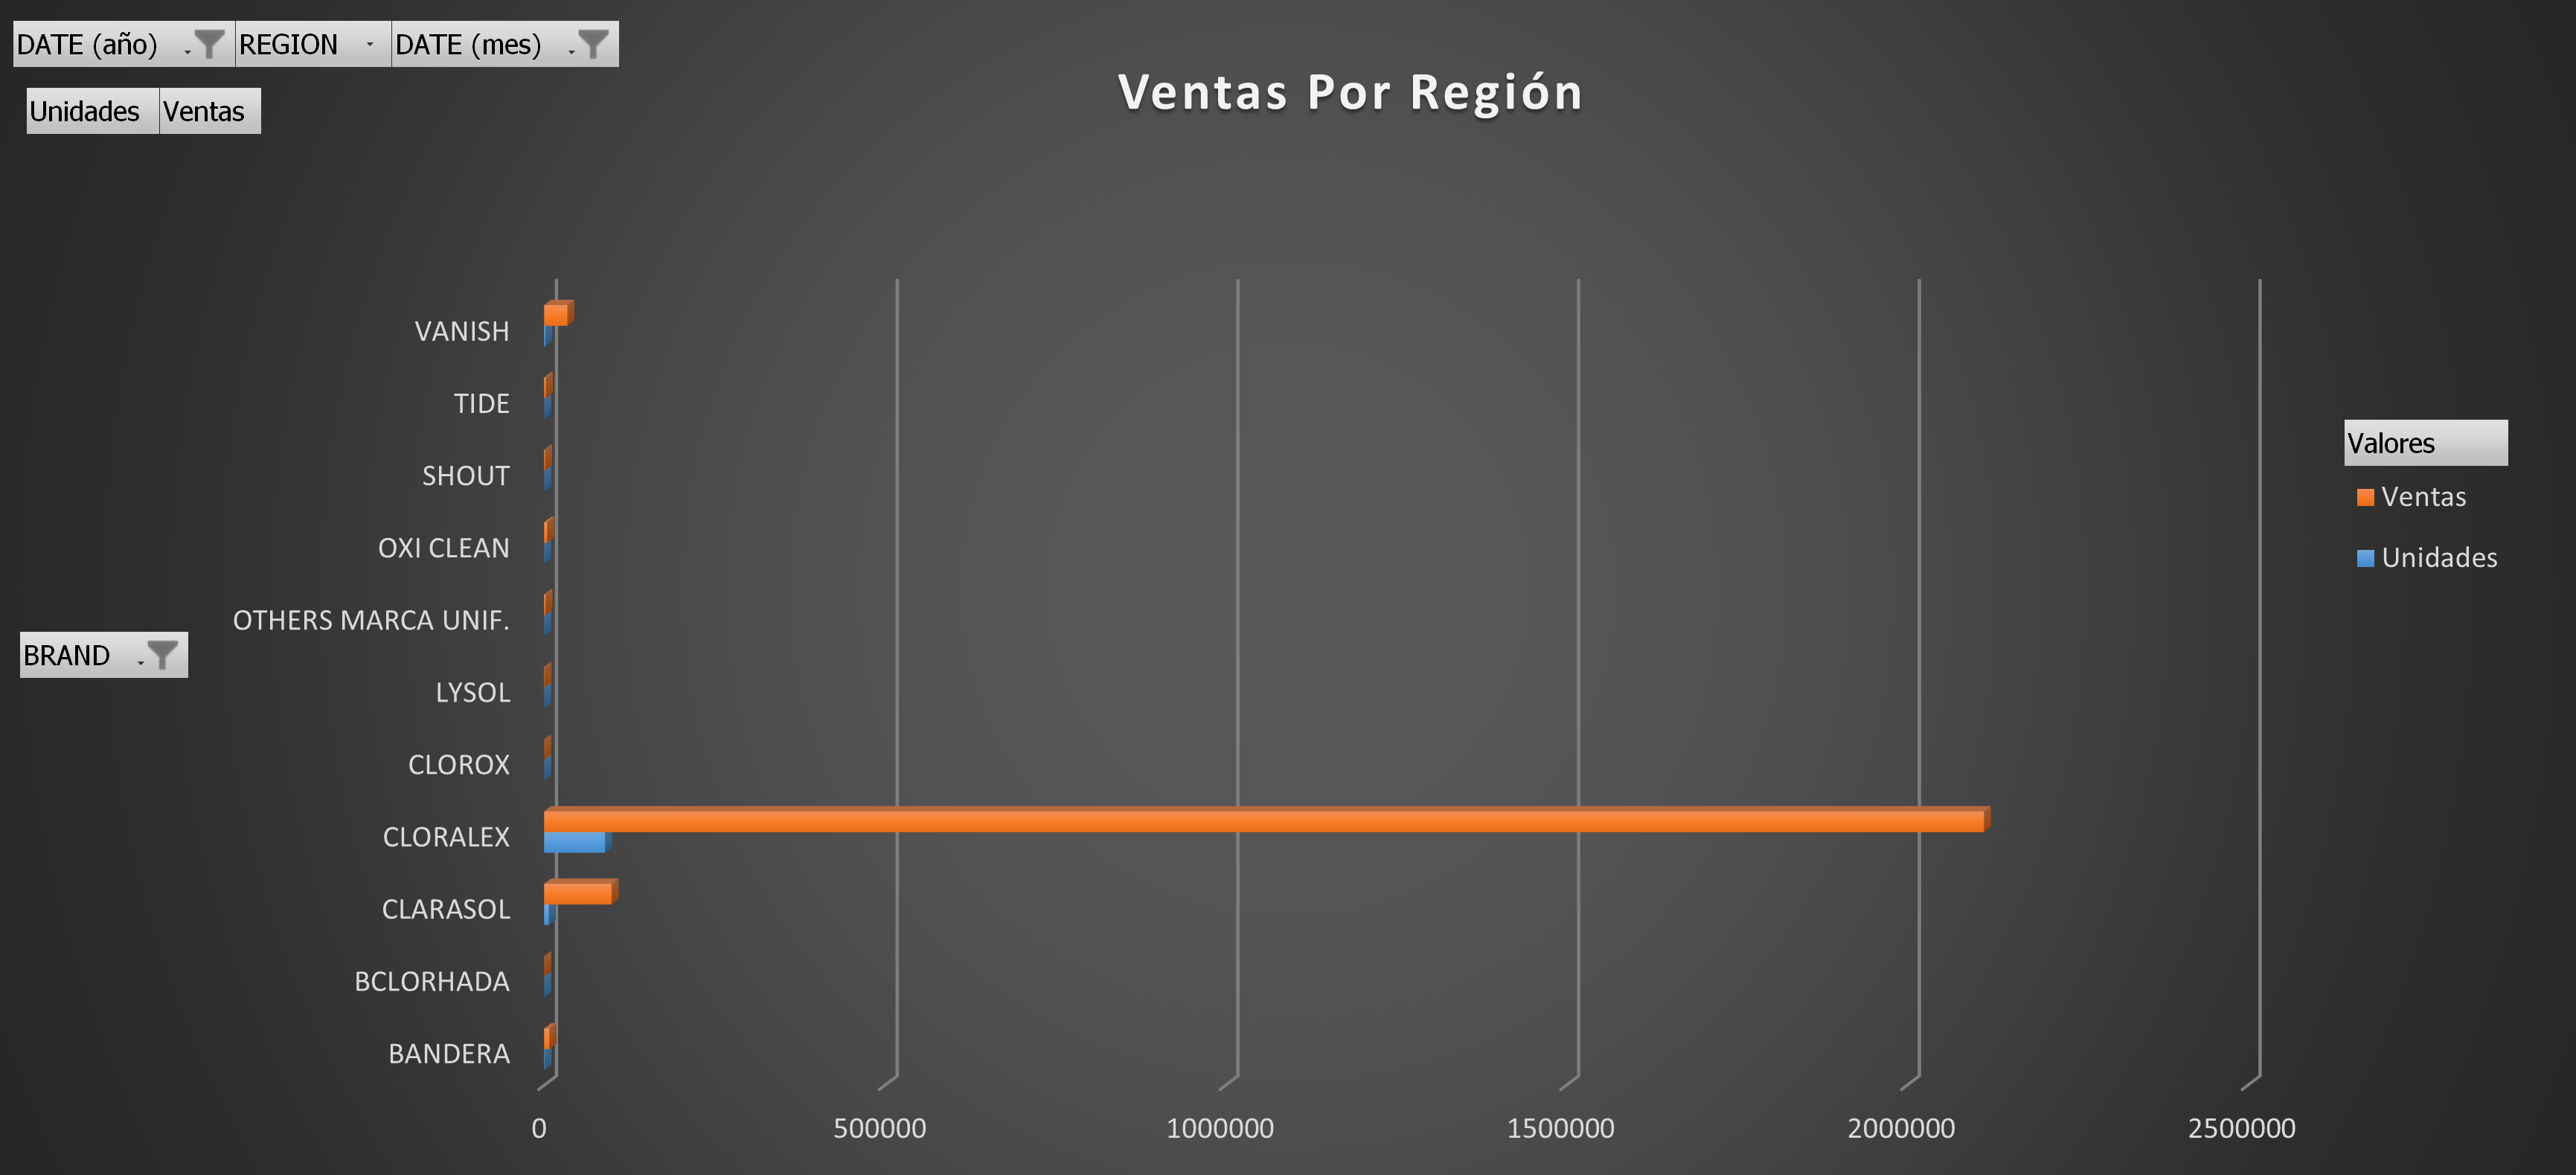 DATE (año) REGION DATE (mes)
Unidades Ventas
Ventas Por Región
VANISH
TIDE
SHOUT
OXI CLEAN
OTHERS MARCA UNIF.
LYSOL
CLOROX
CLORALEX
CLARASOL
BCLORHADA
BANDERA
BRAND
0 500000 1000000 1500000 2000000 2500000
Valores
Ventas
Unidades